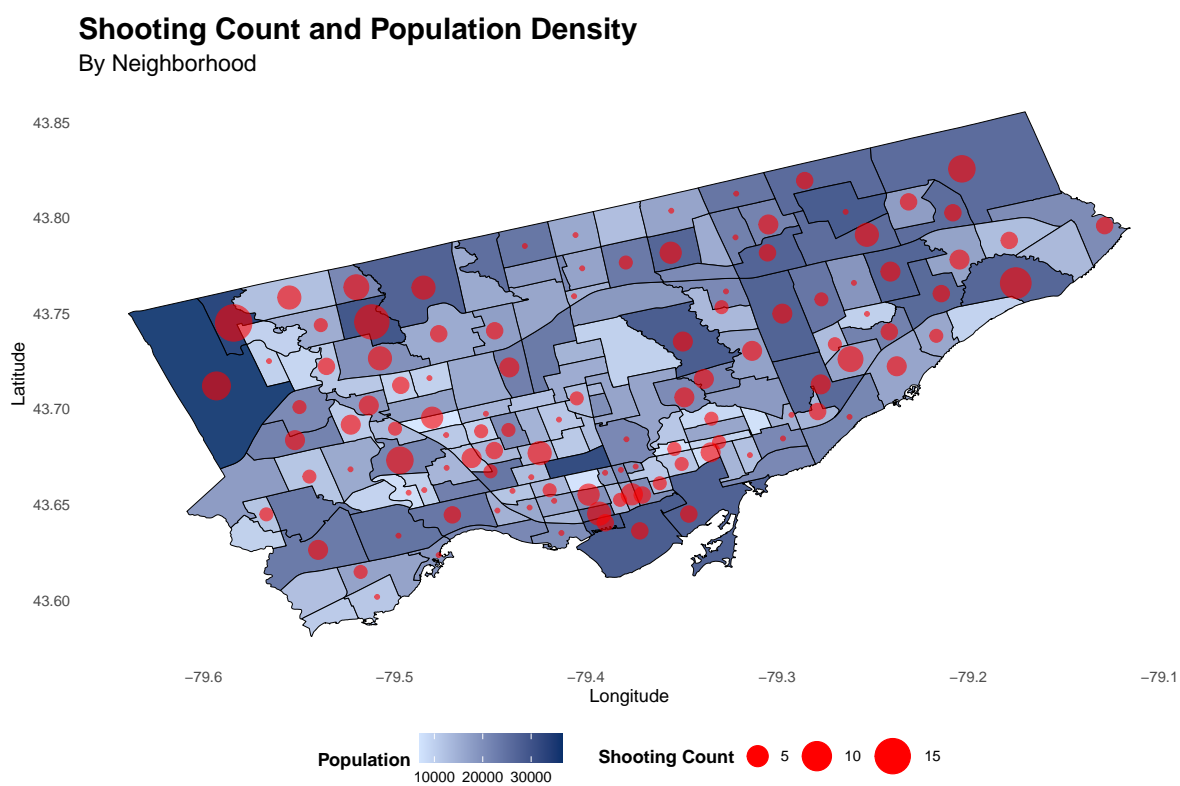 Shooting Count and Population Density
By Neighborhood
43.85
43.80
43.75
43.70
43.65
43.60
Latitude
−79.6 −79.5 −79.4 −79.3 −79.2 −79.1
Longitude
Population
10000 20000 30000
Shooting Count 5 10 15